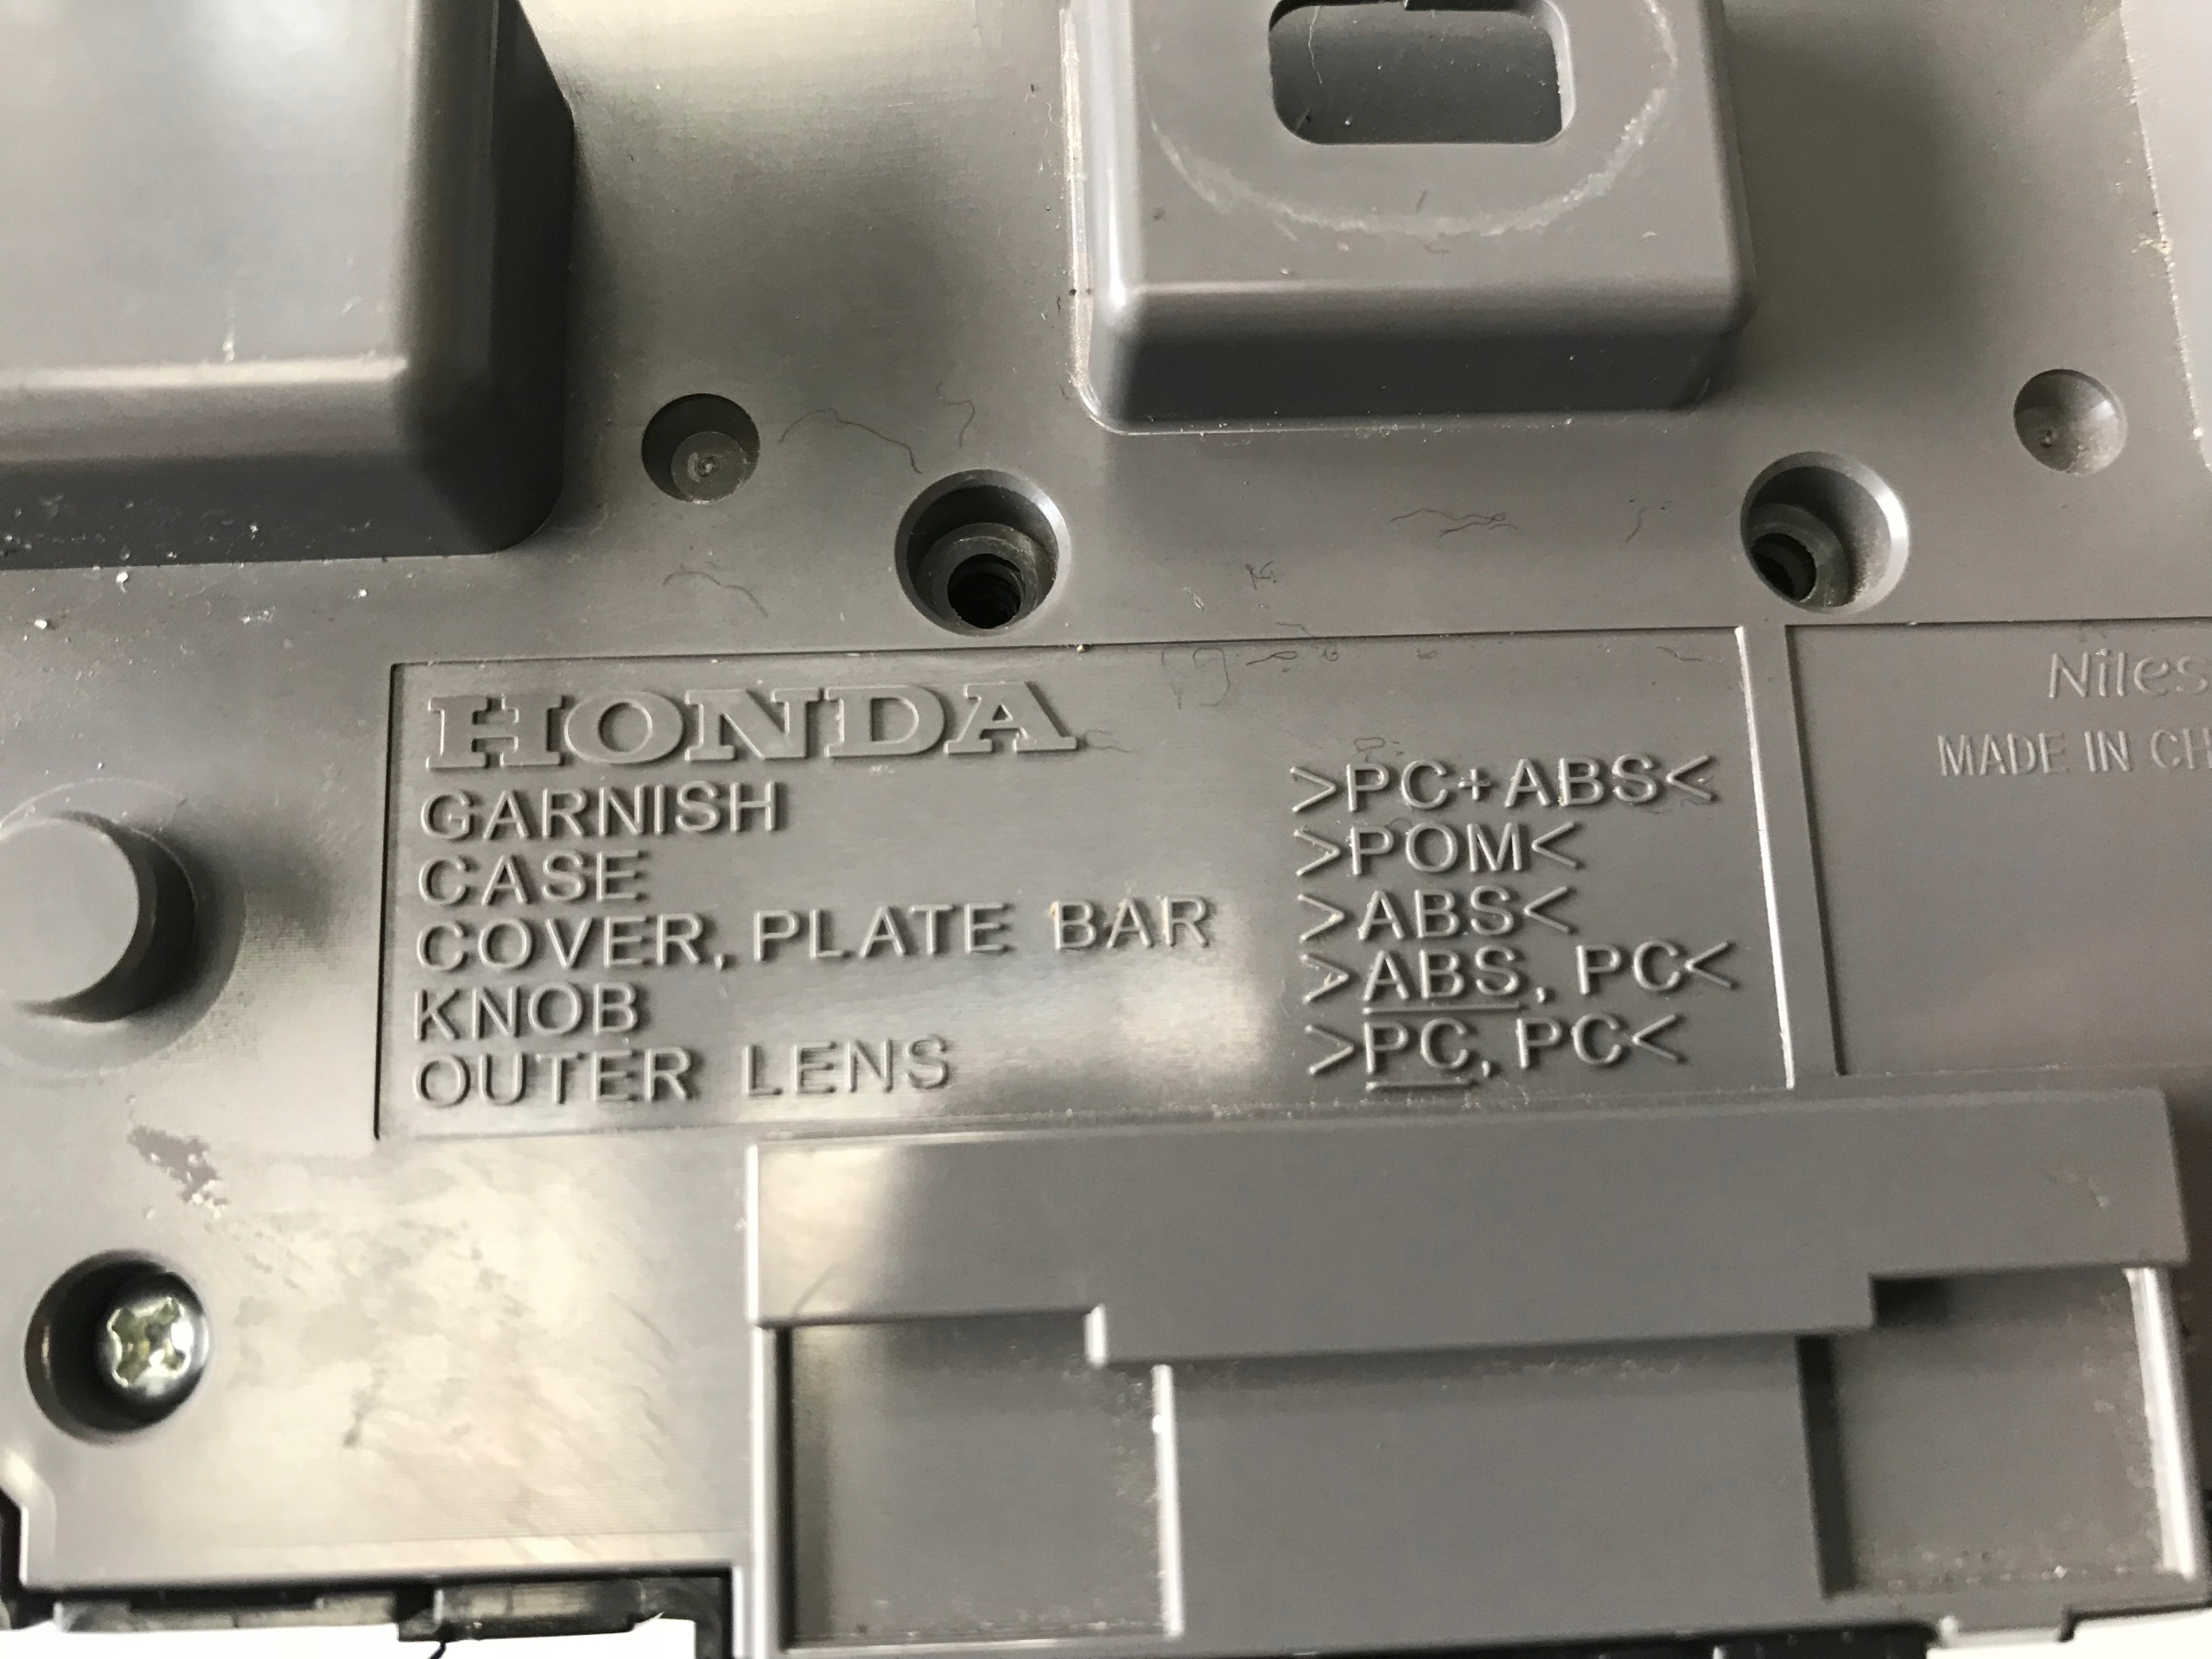 HONDA
GARNISH >PC+ABS<
CASE >POM<
COVER, PLATE BAR >ABS<
KNOB >ABS, PC<
OUTER LENS >PC, PC<
Niles
MADE IN CH